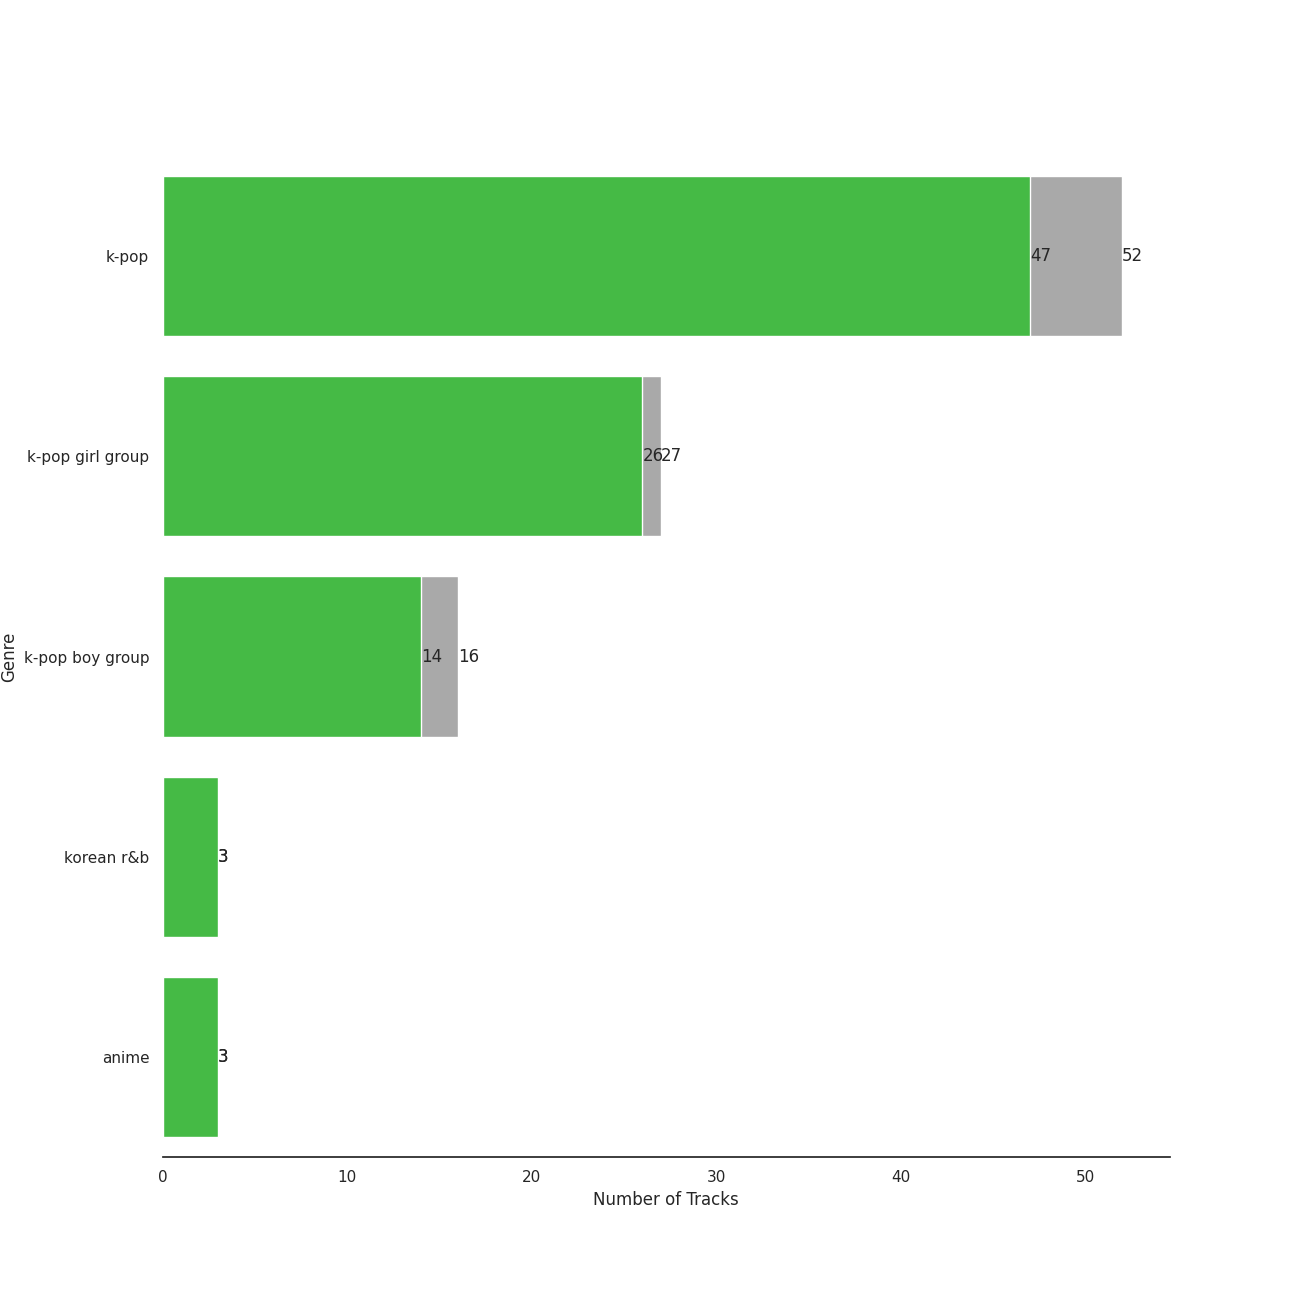 k-pop
47
52
k-pop girl group
26
27
k-pop boy group
14
16
korean r&b
3
anime
3
0 10 20 30 40 50
Number of Tracks
Genre